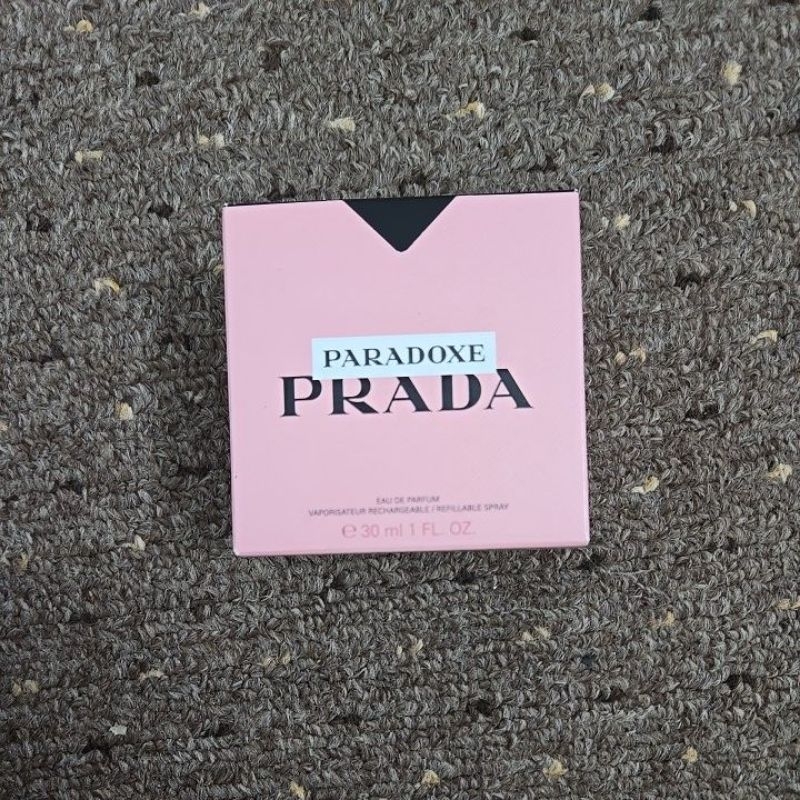 PARADOXE
PRADA
EAU DE PARFUM
VAPORISATEUR RECHARGEABLE / REFILLABLE SPRAY
℮ 30 ml 1 FL. OZ.